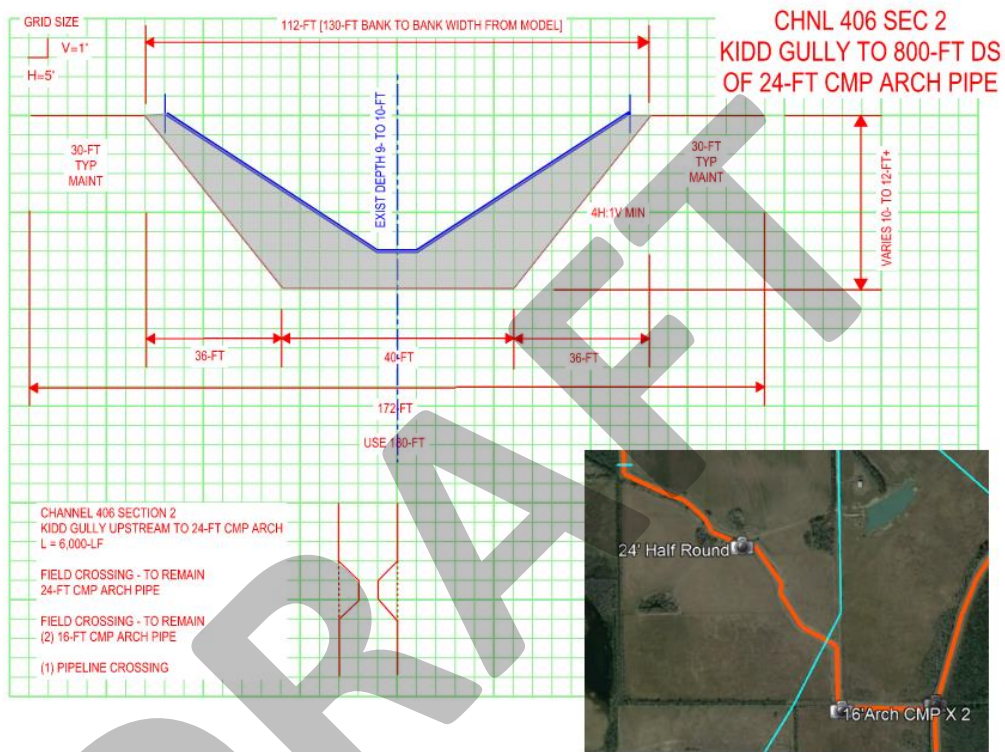 GRID SIZE
V=1'
H=5'
112-FT [130-FT BANK TO BANK WIDTH FROM MODEL]
CHNL 406 SEC 2
KIDD GULLY TO 800-FT DS
OF 24-FT CMP ARCH PIPE
30-FT
TYP
MAINT
EXIST DEPTH 9- TO 10-FT
30-FT
TYP
MAINT
4H:1V MIN
VARIES 10- TO 12-FT+
36-FT
40-FT
36-FT
172-FT
USE 180-FT
CHANNEL 406 SECTION 2
KIDD GULLY UPSTREAM TO 24-FT CMP ARCH
L = 6,000-LF
FIELD CROSSING - TO REMAIN
24-FT CMP ARCH PIPE
FIELD CROSSING - TO REMAIN
(2) 16-FT CMP ARCH PIPE
(1) PIPELINE CROSSING
24' Half Round
16'Arch CMP X 2
DRAFT